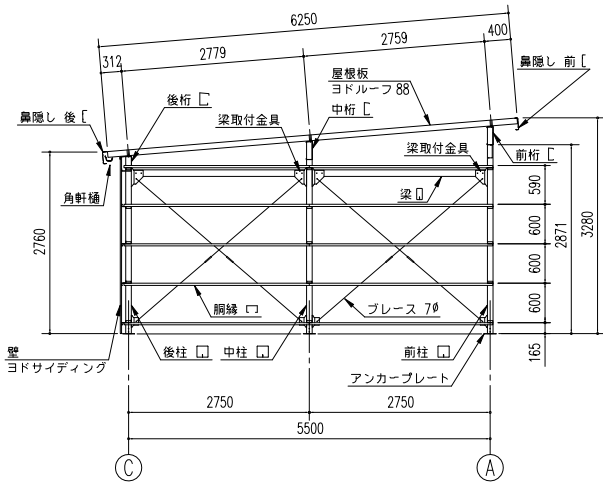 6250
312
2779
2759
400
屋根板
ヨドルーフ 88
鼻隠し 前
後桁
中桁
鼻隠し 後
梁取付金具
梁取付金具
前桁
角軒樋
梁
590
600
600
600
165
2871
3280
2760
胴縁
ブレース 7φ
壁
ヨドサイディング
後柱
中柱
前柱
アンカープレート
2750
2750
5500
C
A